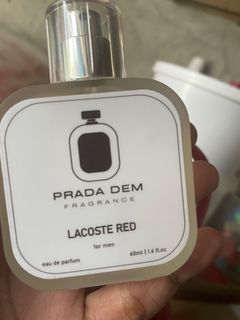 PRADA DEM
FRAGRANCE
LACOSTE RED
for men
eau de parfum 60ml | 1.6 fl.oz